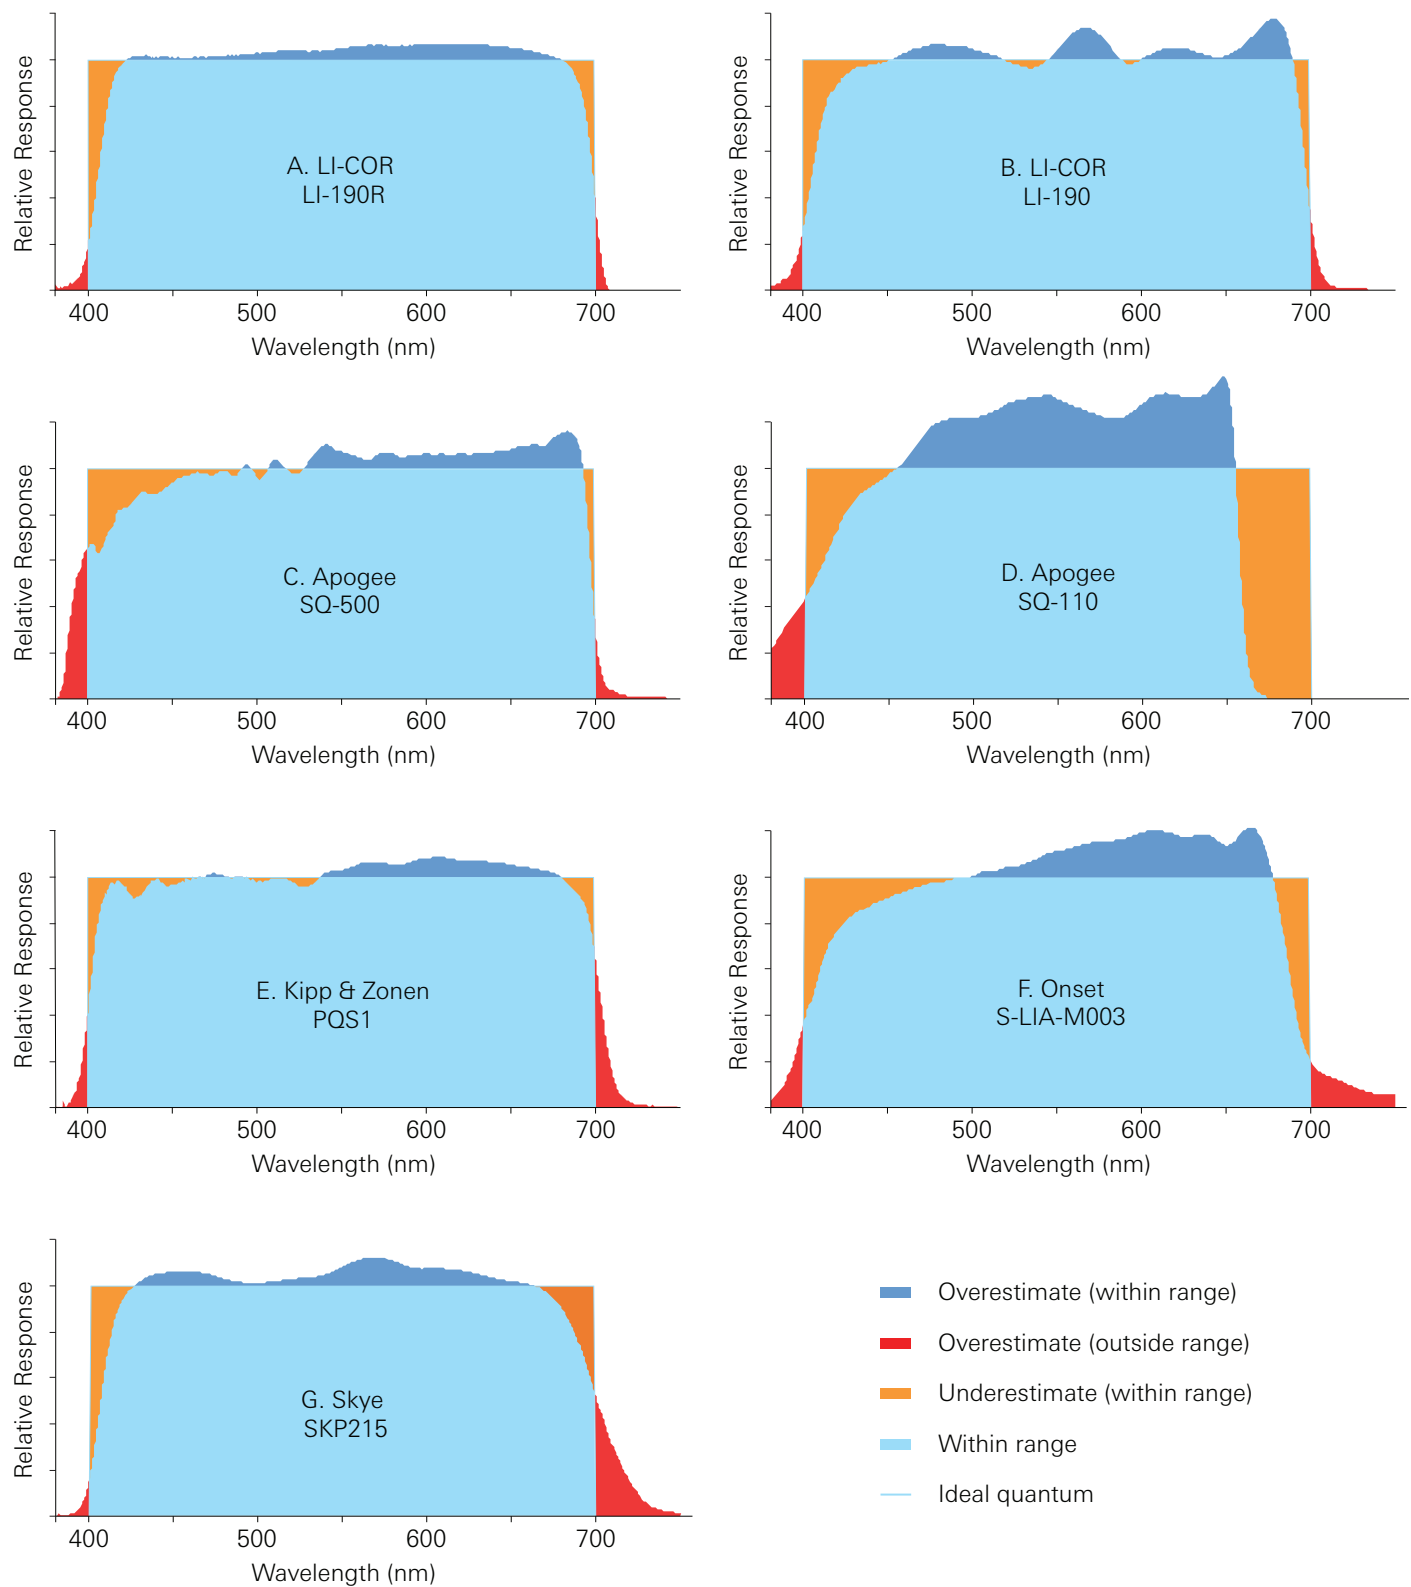 Relative Response
A. LI-COR
LI-190R
400 500 600 700
Wavelength (nm)
Relative Response
B. LI-COR
LI-190
400 500 600 700
Wavelength (nm)
Relative Response
C. Apogee
SQ-500
400 500 600 700
Wavelength (nm)
Relative Response
D. Apogee
SQ-110
400 500 600 700
Wavelength (nm)
Relative Response
E. Kipp & Zonen
PQS1
400 500 600 700
Wavelength (nm)
Relative Response
F. Onset
S-LIA-M003
400 500 600 700
Wavelength (nm)
Relative Response
G. Skye
SKP215
400 500 600 700
Wavelength (nm)
Overestimate (within range)
Overestimate (outside range)
Underestimate (within range)
Within range
Ideal quantum